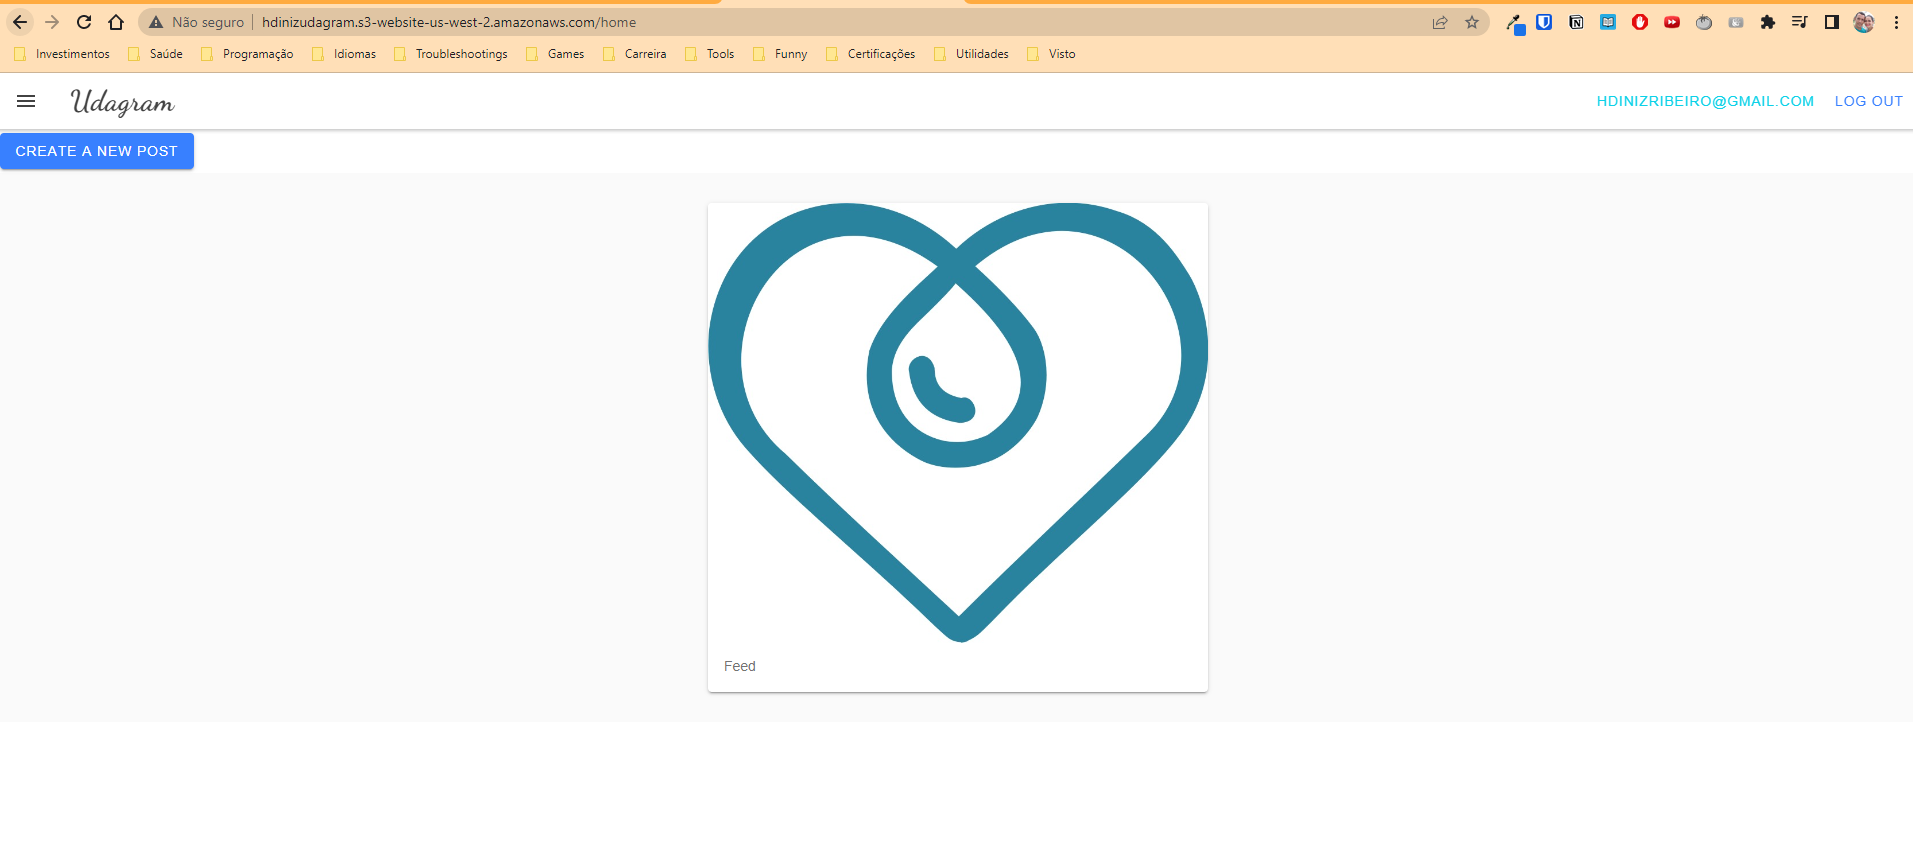 Não seguro hdinizudagram.s3-website-us-west-2.amazonaws.com/home
Investimentos Saúde Programação Idiomas Troubleshootings Games Carreira Tools Funny Certificações Utilidades Visto
Udagram HDINIZRIBEIRO@GMAIL.COM LOG OUT
CREATE A NEW POST
Feed